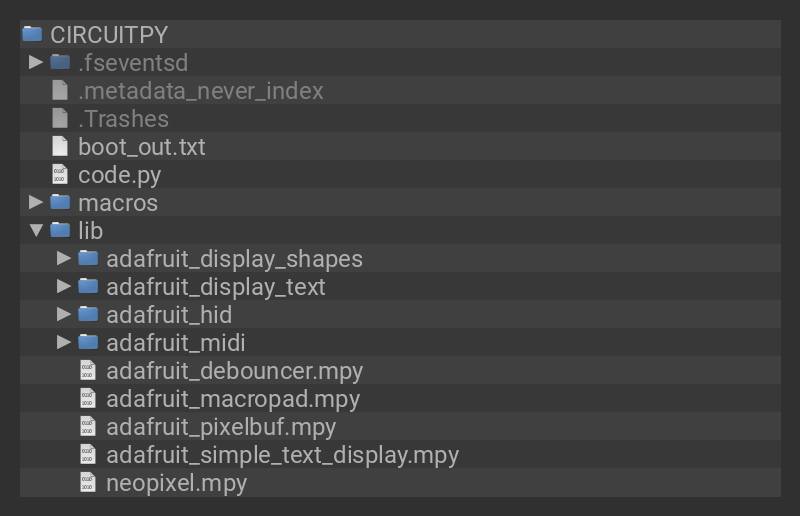 CIRCUITPY
.fseventsd
.metadata_never_index
.Trashes
boot_out.txt
code.py
macros
lib
adafruit_display_shapes
adafruit_display_text
adafruit_hid
adafruit_midi
adafruit_debouncer.mpy
adafruit_macropad.mpy
adafruit_pixelbuf.mpy
adafruit_simple_text_display.mpy
neopixel.mpy